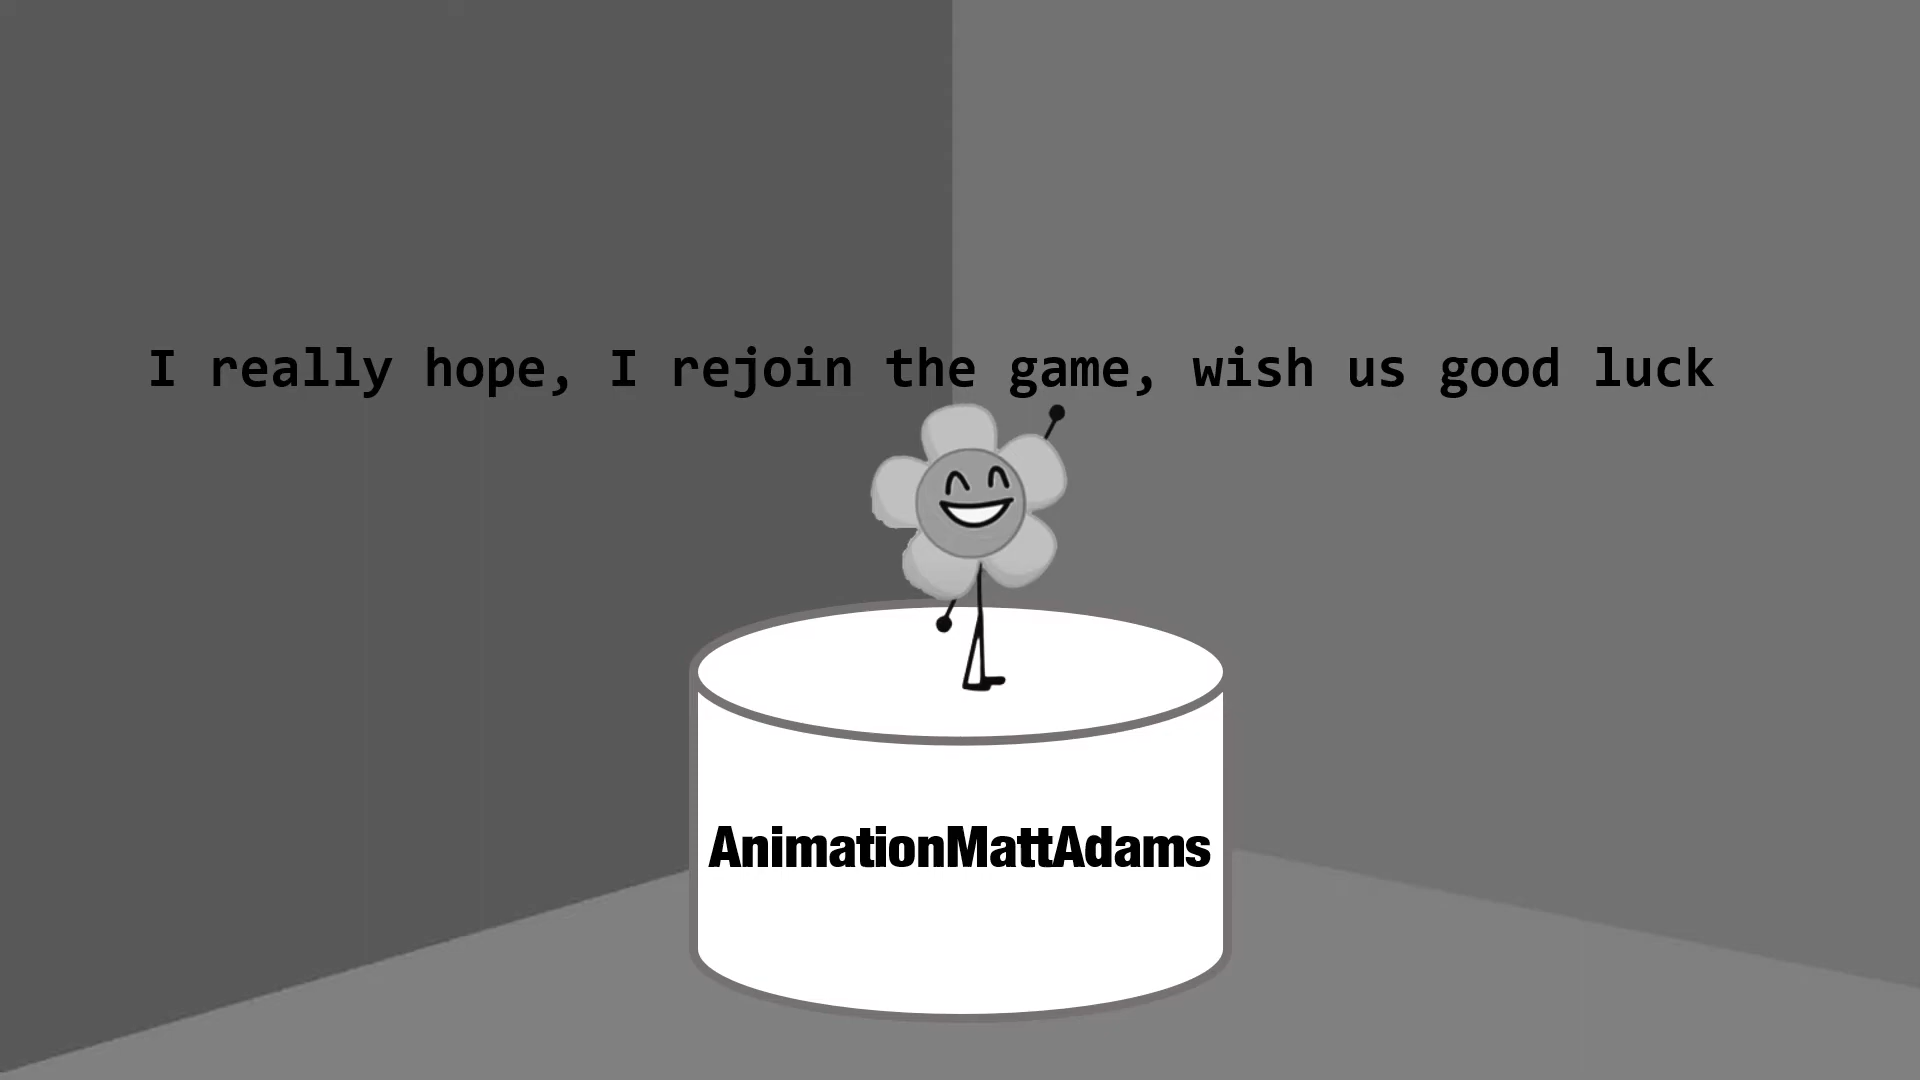 I really hope, I rejoin the game, wish us good luck
AnimationMattAdams